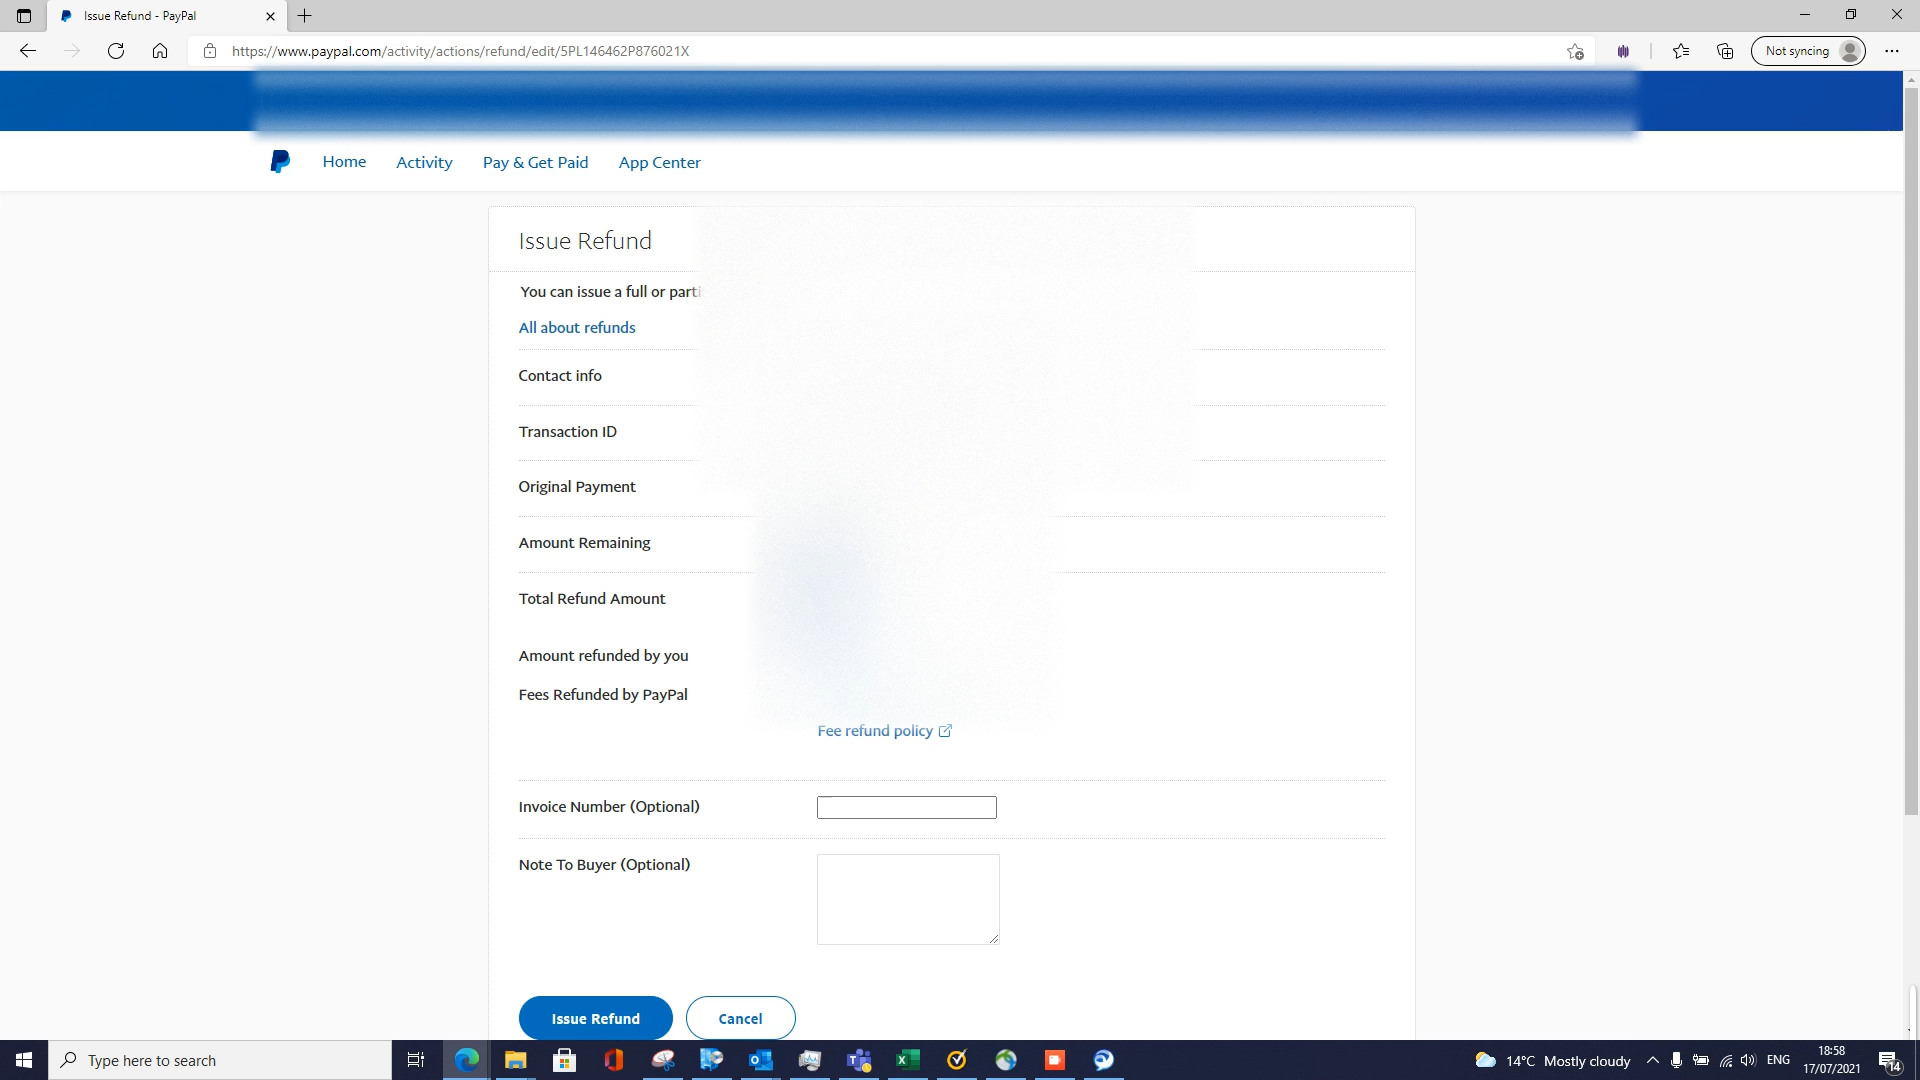 Issue Refund - PayPal
https://www.paypal.com/activity/actions/refund/edit/5PL146462P876021X
Not syncing
Home
Activity
Pay & Get Paid
App Center
Issue Refund
You can issue a full or parti
All about refunds
Contact info
Transaction ID
Original Payment
Amount Remaining
Total Refund Amount
Amount refunded by you
Fees Refunded by PayPal
Fee refund policy
Invoice Number (Optional)
Note To Buyer (Optional)
Issue Refund
Cancel
Type here to search
14°C Mostly cloudy
ENG
18:58
17/07/2021
14